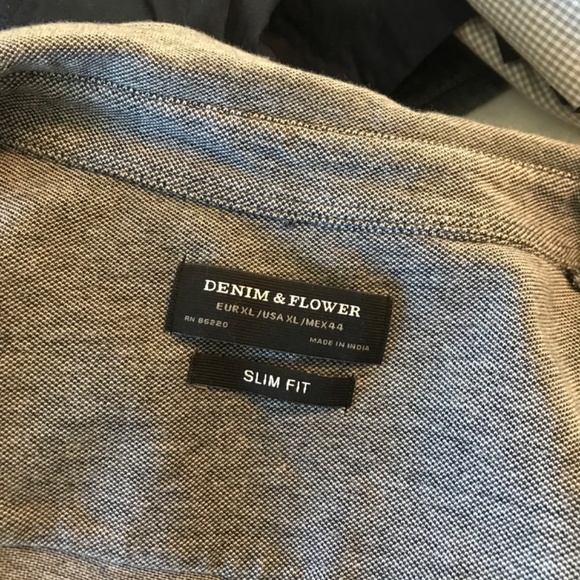 DENIM & FLOWER
EUR XL / USA XL / MEX 44
RN 86220
MADE IN INDIA
SLIM FIT